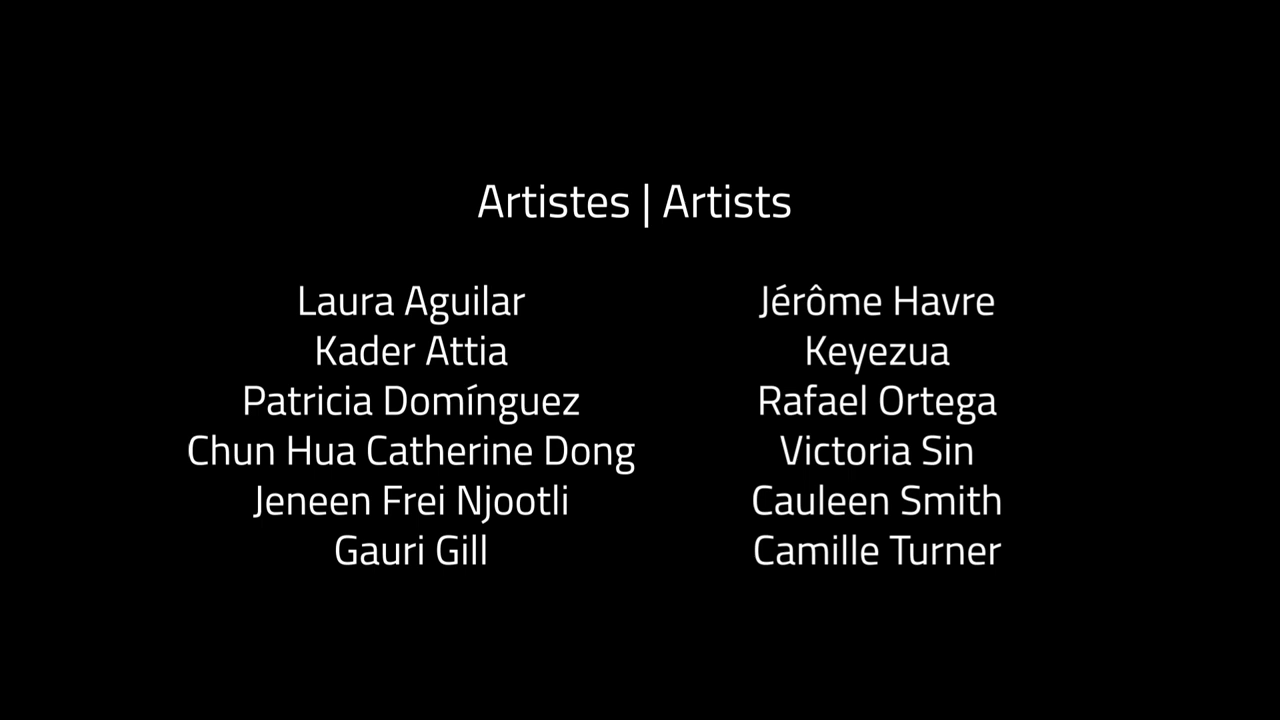 Artistes | Artists
Laura Aguilar
Kader Attia
Patricia Domínguez
Chun Hua Catherine Dong
Jeneen Frei Njootli
Gauri Gill
Jérôme Havre
Keyezua
Rafael Ortega
Victoria Sin
Cauleen Smith
Camille Turner